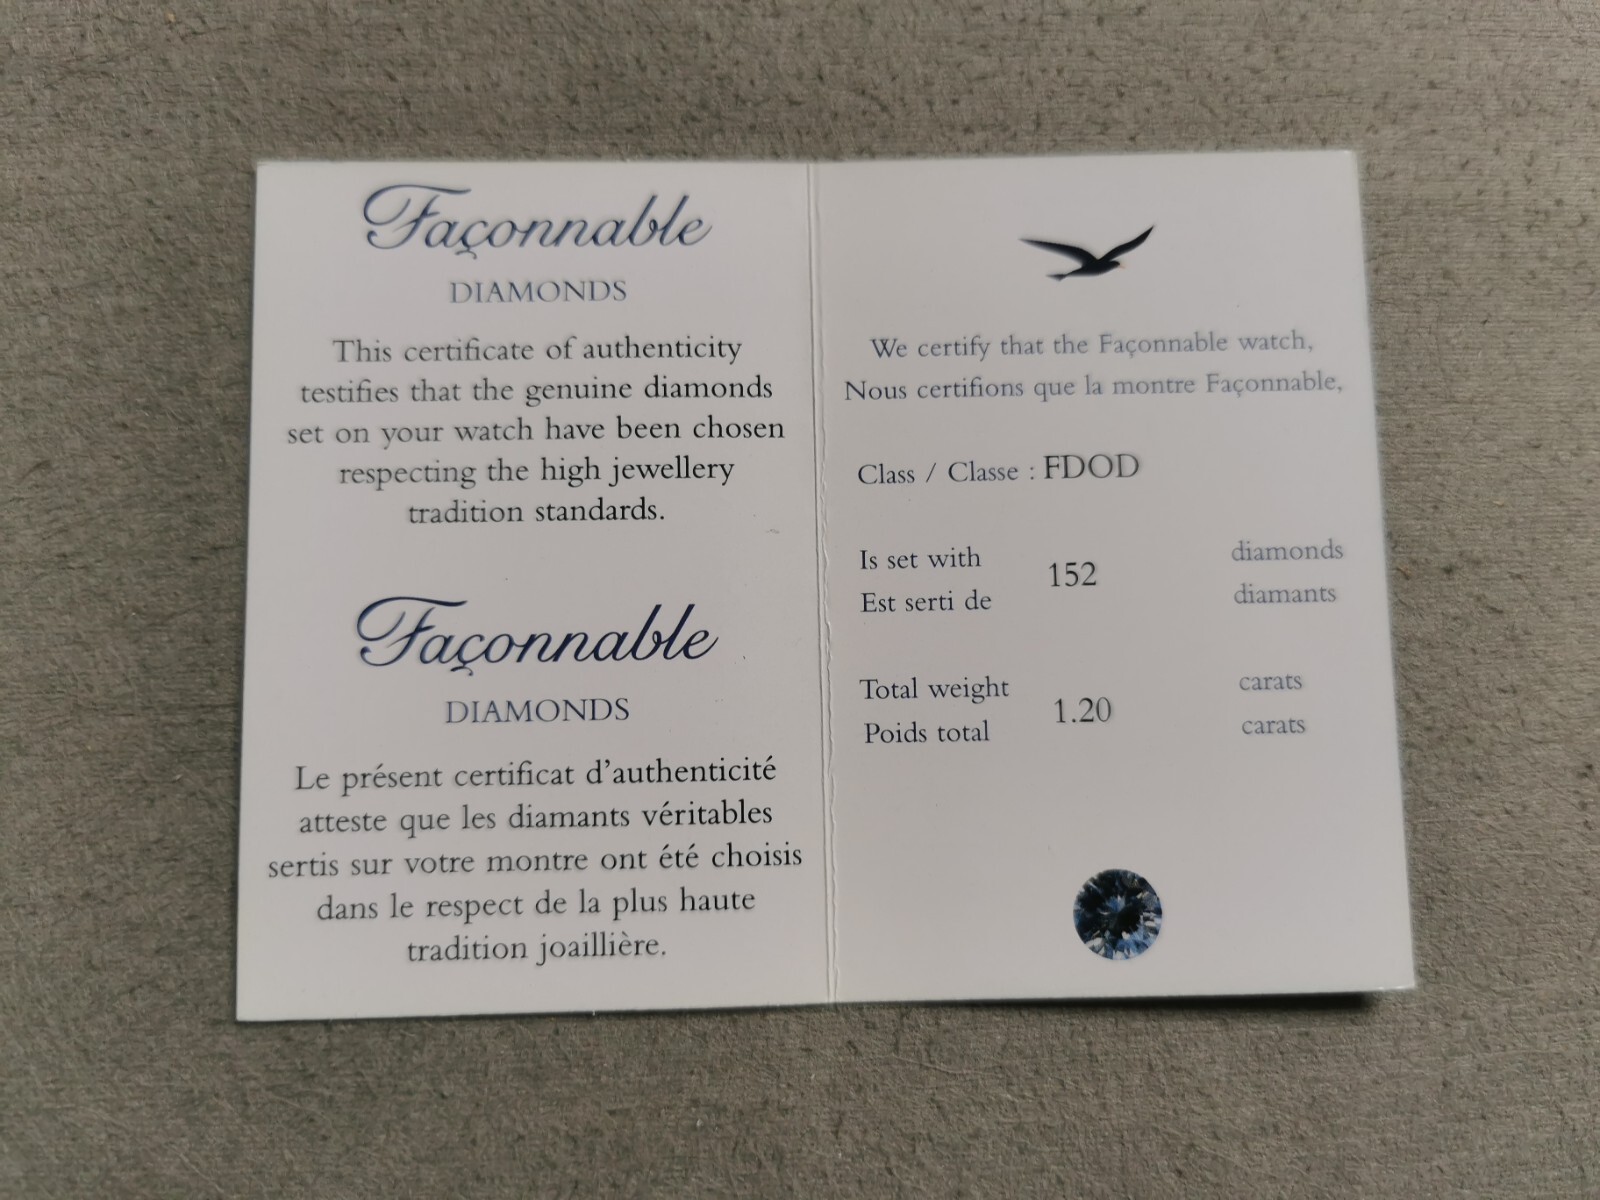 Façonnable
DIAMONDS
This certificate of authenticity
testifies that the genuine diamonds
set on your watch have been chosen
respecting the high jewellery
tradition standards.
Façonnable
DIAMONDS
Le présent certificat d'authenticité
atteste que les diamants véritables
sertis sur votre montre ont été choisis
dans le respect de la plus haute
tradition joaillière.
We certify that the Façonnable watch,
Nous certifions que la montre Façonnable,
Class / Classe : FDOD
Is set with 152 diamonds
Est serti de diamants
Total weight 1.20 carats
Poids total carats